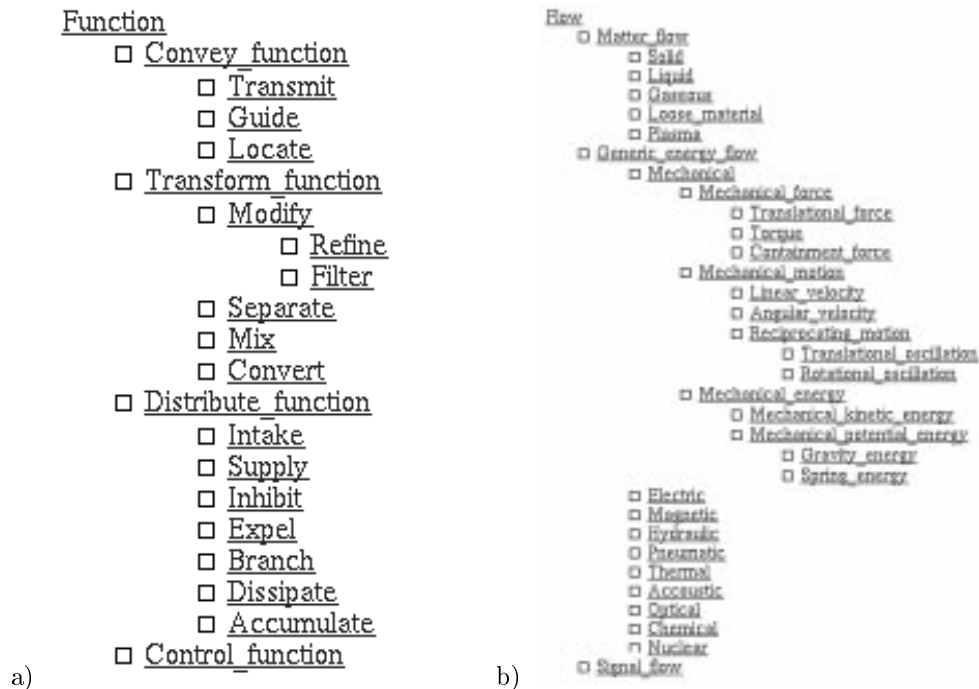 Function
Convey_function
Transmit
Guide
Locate
Transform_function
Modify
Refine
Filter
Separate
Mix
Convert
Distribute_function
Intake
Supply
Inhibit
Expel
Branch
Dissipate
Accumulate
Control_function
a)
Flow
Matter_flow
Solid
Liquid
Gaseous
Loose_material
Plasma
Generic_energy_flow
Mechanical
Mechanical_force
Translational_force
Torque
Containment_force
Mechanical_motion
Linear_velocity
Angular_velocity
Reciprocating_motion
Translational_oscillation
Rotational_oscillation
Mechanical_energy
Mechanical_kinetic_energy
Mechanical_potential_energy
Gravity_energy
Spring_energy
Electric
Magnetic
Hydraulic
Pneumatic
Thermal
Accoustic
Optical
Chemical
Nuclear
Signal_flow
b)